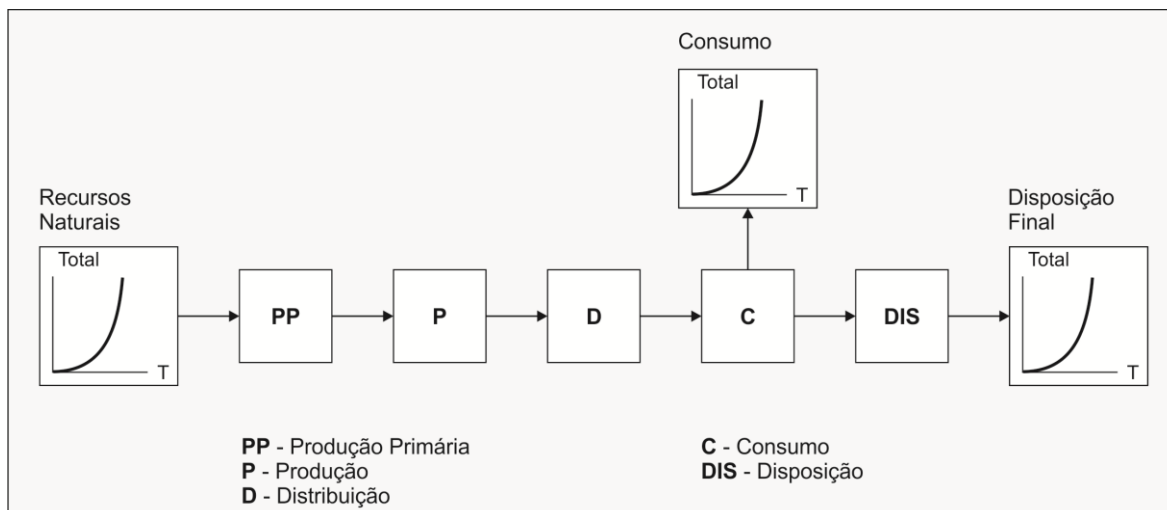 Consumo
Total
T
Recursos
Naturais
Total
T
Disposição
Final
Total
T
PP
P
D
C
DIS
PP - Produção Primária
P - Produção
D - Distribuição
C - Consumo
DIS - Disposição